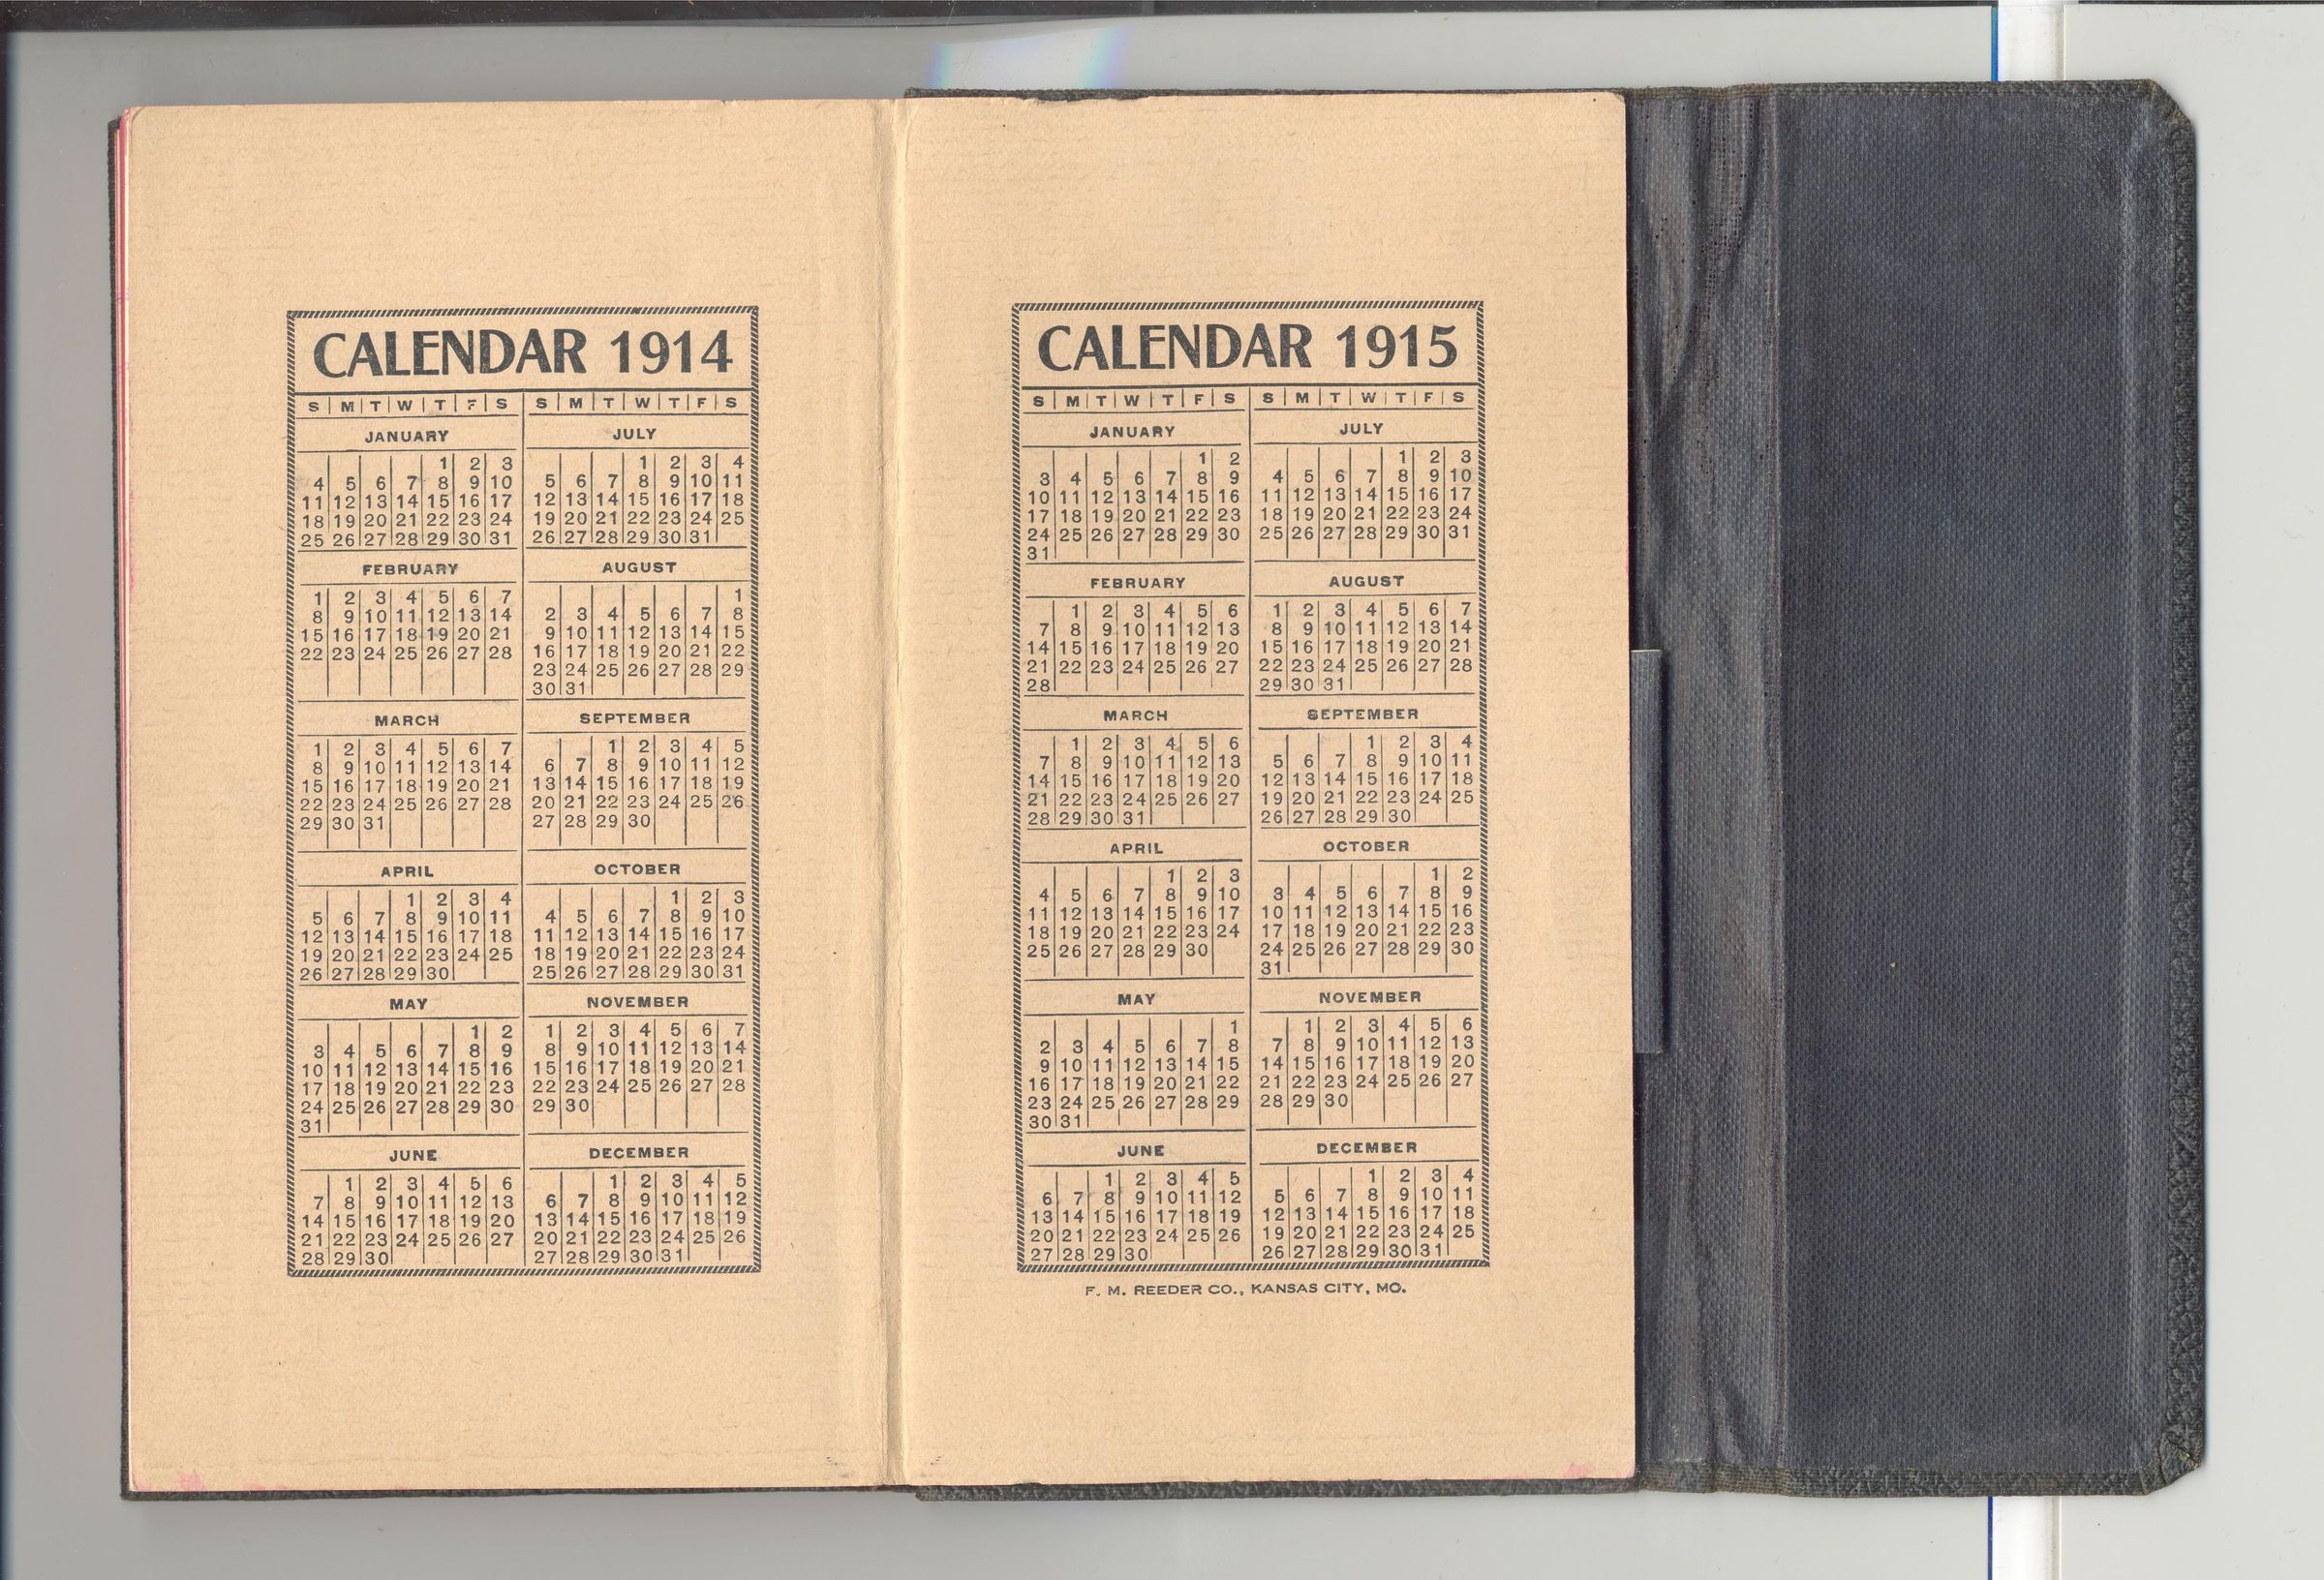 CALENDAR 1914
S M T W T F S S M T W T F S
JANUARY JULY
1 2 3 1 2 3 4
4 5 6 7 8 9 10 5 6 7 8 9 10 11
11 12 13 14 15 16 17 12 13 14 15 16 17 18
18 19 20 21 22 23 24 19 20 21 22 23 24 25
25 26 27 28 29 30 31 26 27 28 29 30 31
FEBRUARY AUGUST
1 2 3 4 5 6 7 1
8 9 10 11 12 13 14 2 3 4 5 6 7 8
15 16 17 18 19 20 21 9 10 11 12 13 14 15
22 23 24 25 26 27 28 16 17 18 19 20 21 22
23 24 25 26 27 28 29
30 31
MARCH SEPTEMBER
1 2 3 4 5 6 7 1 2 3 4 5
8 9 10 11 12 13 14 6 7 8 9 10 11 12
15 16 17 18 19 20 21 13 14 15 16 17 18 19
22 23 24 25 26 27 28 20 21 22 23 24 25 26
29 30 31 27 28 29 30
APRIL OCTOBER
1 2 3 4 1 2 3
5 6 7 8 9 10 11 4 5 6 7 8 9 10
12 13 14 15 16 17 18 11 12 13 14 15 16 17
19 20 21 22 23 24 25 18 19 20 21 22 23 24
26 27 28 29 30 25 26 27 28 29 30 31
MAY NOVEMBER
1 2 1 2 3 4 5 6 7
3 4 5 6 7 8 9 8 9 10 11 12 13 14
10 11 12 13 14 15 16 15 16 17 18 19 20 21
17 18 19 20 21 22 23 22 23 24 25 26 27 28
24 25 26 27 28 29 30 29 30
31
JUNE DECEMBER
1 2 3 4 5 6 1 2 3 4 5
7 8 9 10 11 12 13 6 7 8 9 10 11 12
14 15 16 17 18 19 20 13 14 15 16 17 18 19
21 22 23 24 25 26 27 20 21 22 23 24 25 26
28 29 30 27 28 29 30 31
CALENDAR 1915
S M T W T F S S M T W T F S
JANUARY JULY
1 2 1 2 3
3 4 5 6 7 8 9 4 5 6 7 8 9 10
10 11 12 13 14 15 16 11 12 13 14 15 16 17
17 18 19 20 21 22 23 18 19 20 21 22 23 24
24 25 26 27 28 29 30 25 26 27 28 29 30 31
31
FEBRUARY AUGUST
1 2 3 4 5 6 1 2 3 4 5 6 7
7 8 9 10 11 12 13 8 9 10 11 12 13 14
14 15 16 17 18 19 20 15 16 17 18 19 20 21
21 22 23 24 25 26 27 22 23 24 25 26 27 28
28 29 30 31
MARCH SEPTEMBER
1 2 3 4 5 6 1 2 3 4
7 8 9 10 11 12 13 5 6 7 8 9 10 11
14 15 16 17 18 19 20 12 13 14 15 16 17 18
21 22 23 24 25 26 27 19 20 21 22 23 24 25
28 29 30 31 26 27 28 29 30
APRIL OCTOBER
1 2 3 1 2
4 5 6 7 8 9 10 3 4 5 6 7 8 9
11 12 13 14 15 16 17 10 11 12 13 14 15 16
18 19 20 21 22 23 24 17 18 19 20 21 22 23
25 26 27 28 29 30 24 25 26 27 28 29 30
31
MAY NOVEMBER
1 1 2 3 4 5 6
2 3 4 5 6 7 8 7 8 9 10 11 12 13
9 10 11 12 13 14 15 14 15 16 17 18 19 20
16 17 18 19 20 21 22 21 22 23 24 25 26 27
23 24 25 26 27 28 29 28 29 30
30 31
JUNE DECEMBER
1 2 3 4 5 1 2 3 4
6 7 8 9 10 11 12 5 6 7 8 9 10 11
13 14 15 16 17 18 19 12 13 14 15 16 17 18
20 21 22 23 24 25 26 19 20 21 22 23 24 25
27 28 29 30 26 27 28 29 30 31
F. M. REEDER CO., KANSAS CITY, MO.